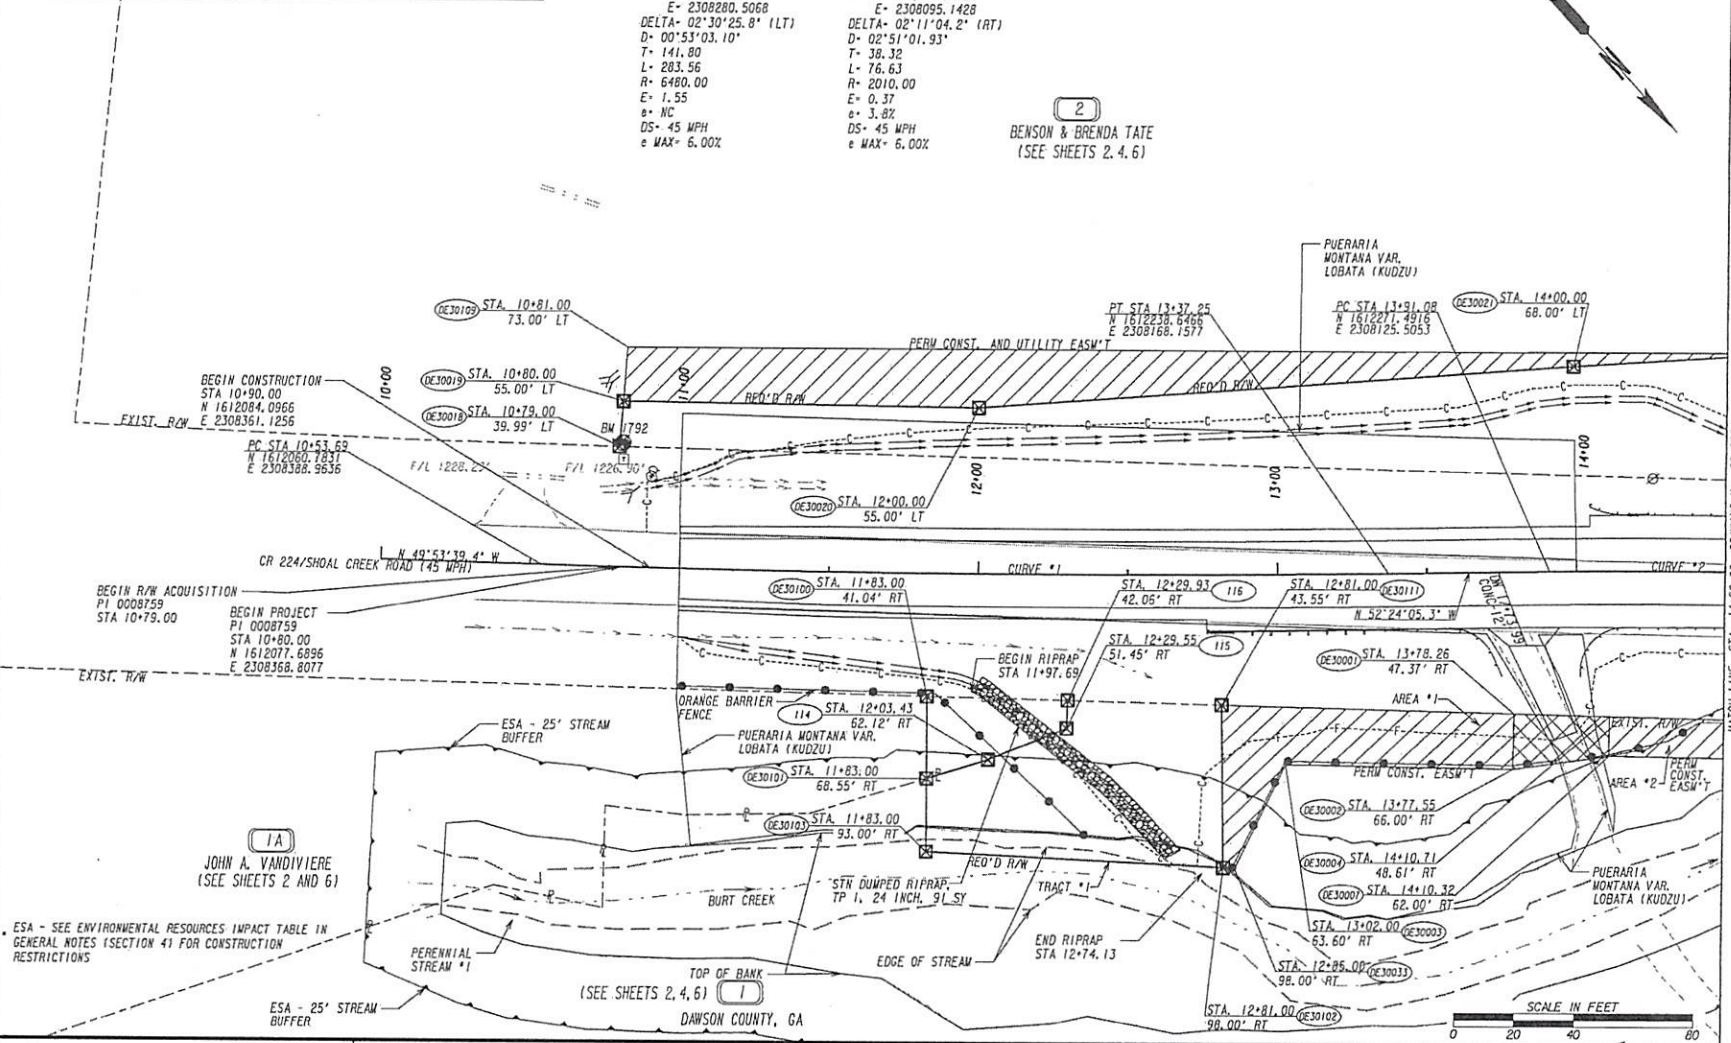 E= 2308280.5068
DELTA= 02°30'25.8" (LT)
D= 00°53'03.10"
T= 141.80
L= 283.56
R= 6480.00
E= 1.55
e= NC
DS= 45 MPH
e MAX= 6.00%
E= 2308095.1428
DELTA= 02°11'04.2" (RT)
D= 02°51'01.93"
T= 38.32
L= 76.63
R= 2010.00
E= 0.37
e= 3.8%
DS= 45 MPH
e MAX= 6.00%
N
2
BENSON & BRENDA TATE
(SEE SHEETS 2,4,6)
PUERARIA
MONTANA VAR.
LOBATA (KUDZU)
DE30109 STA. 10+81.00
73.00' LT
PT STA 13+37.25
N 1612238.6466
E 2308168.1577
PC STA 13+91.08
N 1612271.4916
E 2308125.5053
DE30021 STA. 14+00.00
68.00' LT
PERM CONST. AND UTILITY EASM'T
BEGIN CONSTRUCTION
STA 10+90.00
N 1612084.0966
E 2308361.1256
10+00
DE30019 STA. 10+80.00
55.00' LT
11+00
REQ'D R/W
REQ'D R/W
DE30018 STA. 10+79.00
39.99' LT
BM 1792
EXIST. R/W
PC STA 10+53.69
N 1612060.7831
E 2308388.9636
F/L 1228.23'
F/L 1226.90'
12+00
13+00
14+00
DE30020 STA. 12+00.00
55.00' LT
N 49°53'39.4" W
CR 224/SHOAL CREEK ROAD (45 MPH)
CURVE #1
CURVE #2
BEGIN R/W ACQUISITION
PI 0008759
STA 10+79.00
BEGIN PROJECT
PI 0008759
STA 10+80.00
N 1612077.6896
E 2308368.8077
DE30100 STA. 11+83.00
41.04' RT
STA. 12+29.93 116
42.06' RT
STA. 12+81.00 DE30111
43.55' RT
N 52°24'05.3" W
STA. 12+29.55 115
51.45' RT
DE30001 STA. 13+78.26
47.37' RT
EXIST. R/W
BEGIN RIPRAP
STA 11+97.69
AREA #1
EXIST. R/W
ORANGE BARRIER
FENCE
114 STA. 12+03.43
62.12' RT
ESA - 25' STREAM
BUFFER
PUERARIA MONTANA VAR.
LOBATA (KUDZU)
PERM CONST. EASM'T
AREA #2
PERM
CONST.
EASM'T
DE30101 STA. 11+83.00
68.55' RT
DE30002 STA. 13+77.55
66.00' RT
DE30103 STA. 11+83.00
93.00' RT
REQ'D R/W
1A
JOHN A. VANDIVIERE
(SEE SHEETS 2 AND 6)
DE30004 STA. 14+10.71
48.61' RT
STN DUMPED RIPRAP,
TP 1, 24 INCH, 91 SY
TRACT #1
BURT CREEK
DE30007 STA. 14+10.32
62.00' RT
PUERARIA
MONTANA VAR.
LOBATA (KUDZU)
ESA - SEE ENVIRONMENTAL RESOURCES IMPACT TABLE IN
GENERAL NOTES (SECTION 4) FOR CONSTRUCTION
RESTRICTIONS
STA. 13+02.00 DE30003
63.60' RT
PERENNIAL
STREAM #1
END RIPRAP
STA 12+74.13
EDGE OF STREAM
STA. 12+85.00 DE30033
98.00' RT
TOP OF BANK
(SEE SHEETS 2,4,6) 1
ESA - 25' STREAM
BUFFER
DAWSON COUNTY, GA
STA. 12+81.00 DE30102
98.00' RT
SCALE IN FEET
0 20 40 80